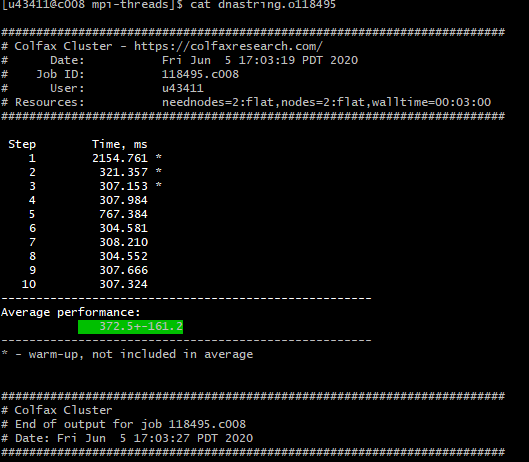 [u43411@c008 mpi-threads]$ cat dnastring.o118495
########################################################################
# Colfax Cluster - https://colfaxresearch.com/
# Date: Fri Jun 5 17:03:19 PDT 2020
# Job ID: 118495.c008
# User: u43411
# Resources: neednodes=2:flat,nodes=2:flat,walltime=00:03:00
########################################################################
Step Time, ms
1 2154.761 *
2 321.357 *
3 307.153 *
4 307.984
5 767.384
6 304.581
7 308.210
8 304.552
9 307.666
10 307.324
-----------------------------------------------------
Average performance:
372.5+-161.2
-----------------------------------------------------
* - warm-up, not included in average
########################################################################
# Colfax Cluster
# End of output for job 118495.c008
# Date: Fri Jun 5 17:03:27 PDT 2020
########################################################################